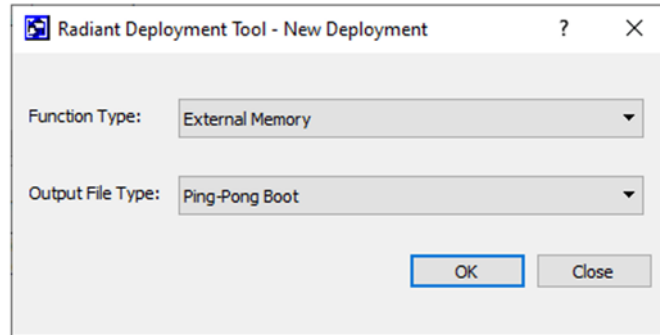 Radiant Deployment Tool - New Deployment ? X
Function Type: External Memory
Output File Type: Ping-Pong Boot
OK Close